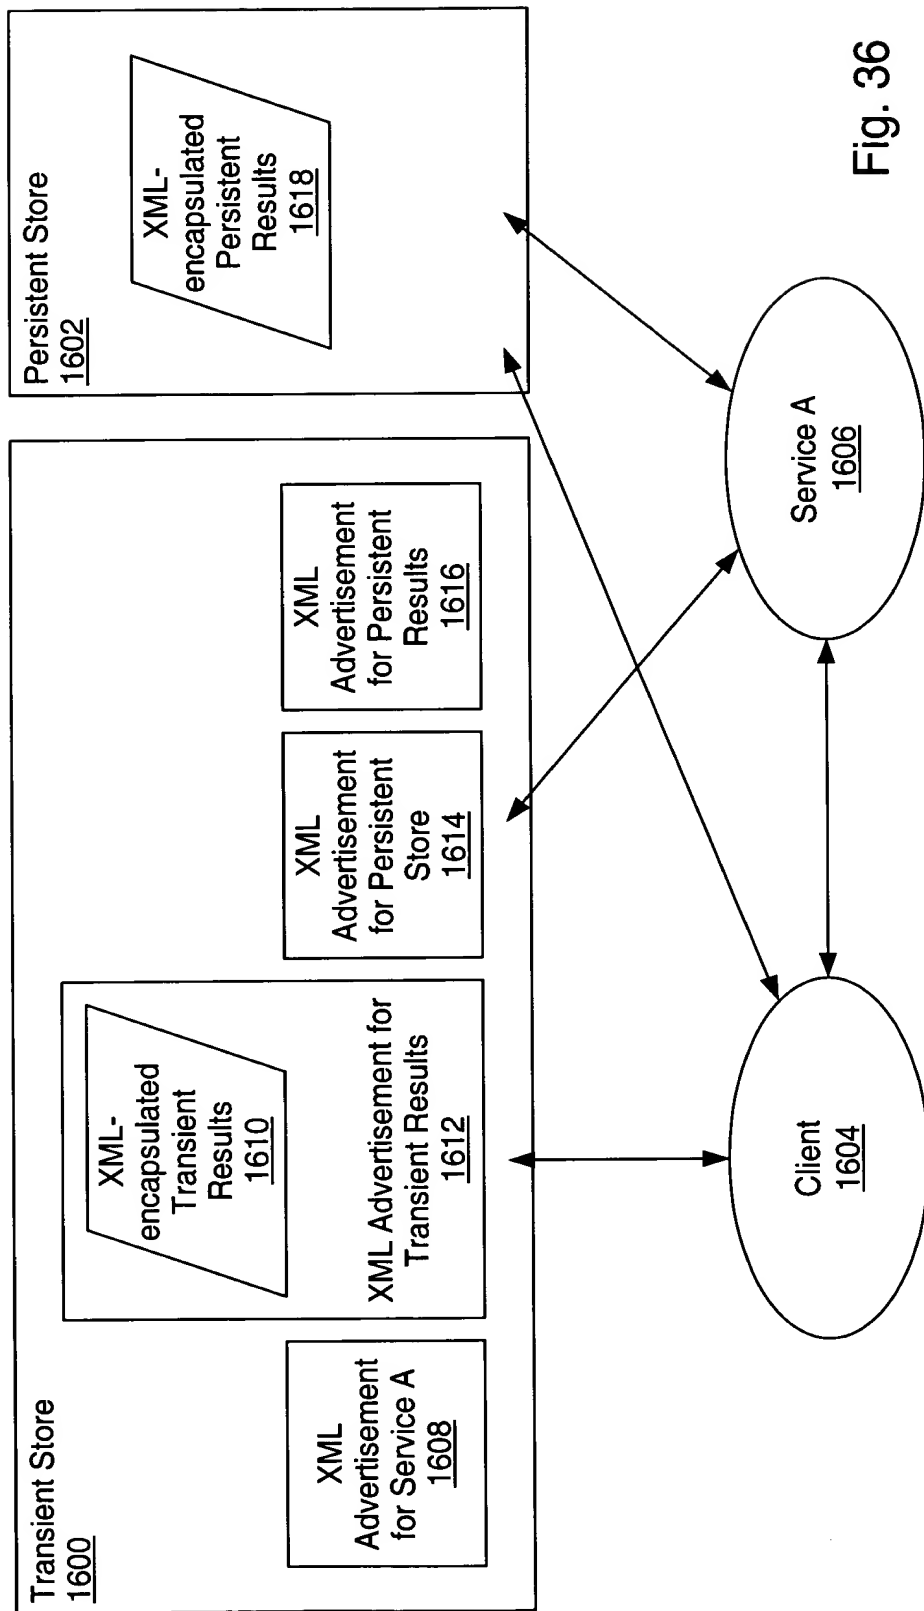 Transient Store
1600
XML
Advertisement
for Service A
1608
XML-
encapsulated
Transient
Results
1610
XML Advertisement for
Transient Results
1612
XML
Advertisement
for Persistent
Store
1614
XML
Advertisement
for Persistent
Results
1616
Persistent Store
1602
XML-
encapsulated
Persistent
Results
1618
Client
1604
Service A
1606
Fig. 36